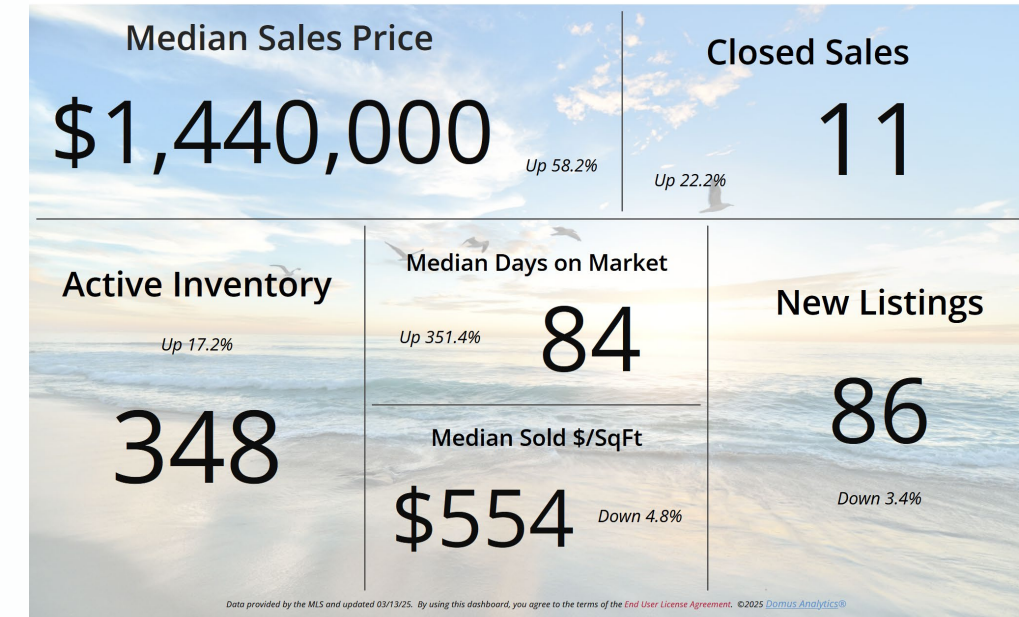 Median Sales Price
$1,440,000
Up 58.2%
Closed Sales
11
Up 22.2%
Active Inventory
Up 17.2%
348
Median Days on Market
Up 351.4%
84
Median Sold $/SqFt
$554
Down 4.8%
New Listings
86
Down 3.4%
Data provided by the MLS and updated 03/13/25.  By using this dashboard, you agree to the terms of the End User License Agreement.  ©2025 Domus Analytics®